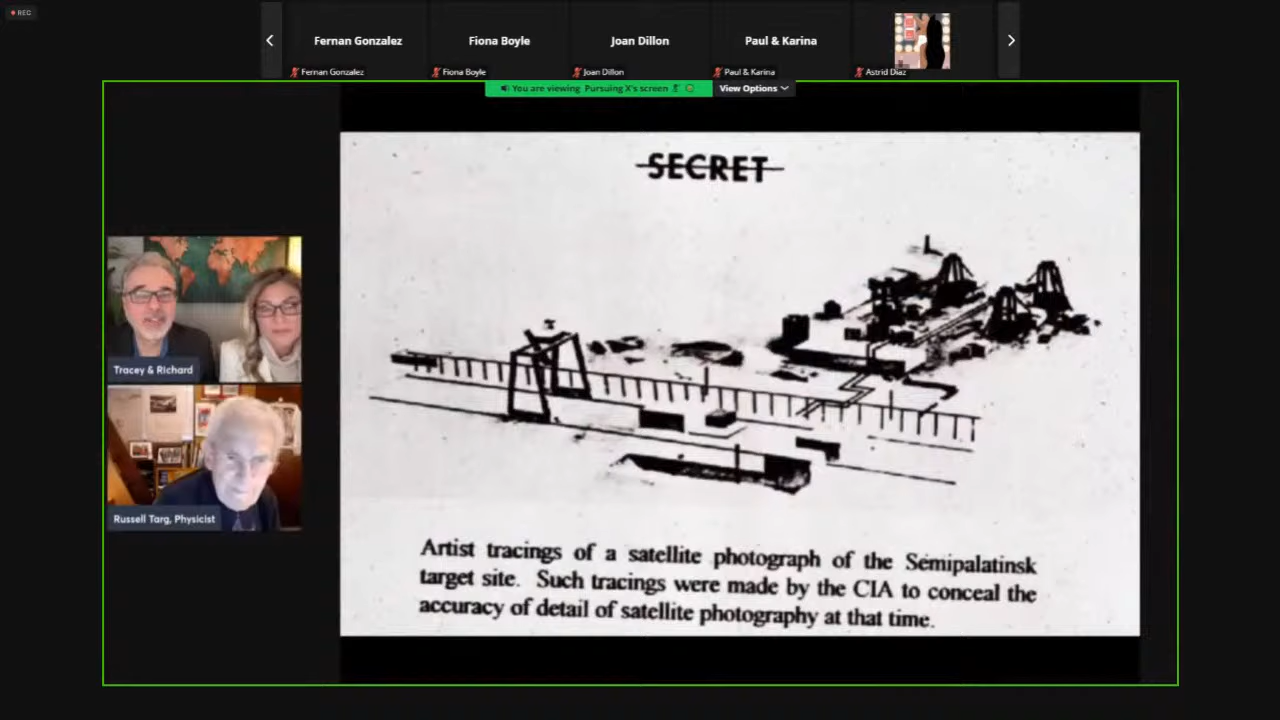 REC
Fernan Gonzalez
Fiona Boyle
Joan Dillon
Paul & Karina
Fernan Gonzalez
Fiona Boyle
Joan Dillon
Paul & Karina
Astrid Diaz
You are viewing Pursuing X's screen
View Options
SECRET
Tracey & Richard
Russell Targ, Physicist
Artist tracings of a satellite photograph of the Semipalatinsk
target site. Such tracings were made by the CIA to conceal the
accuracy of detail of satellite photography at that time.